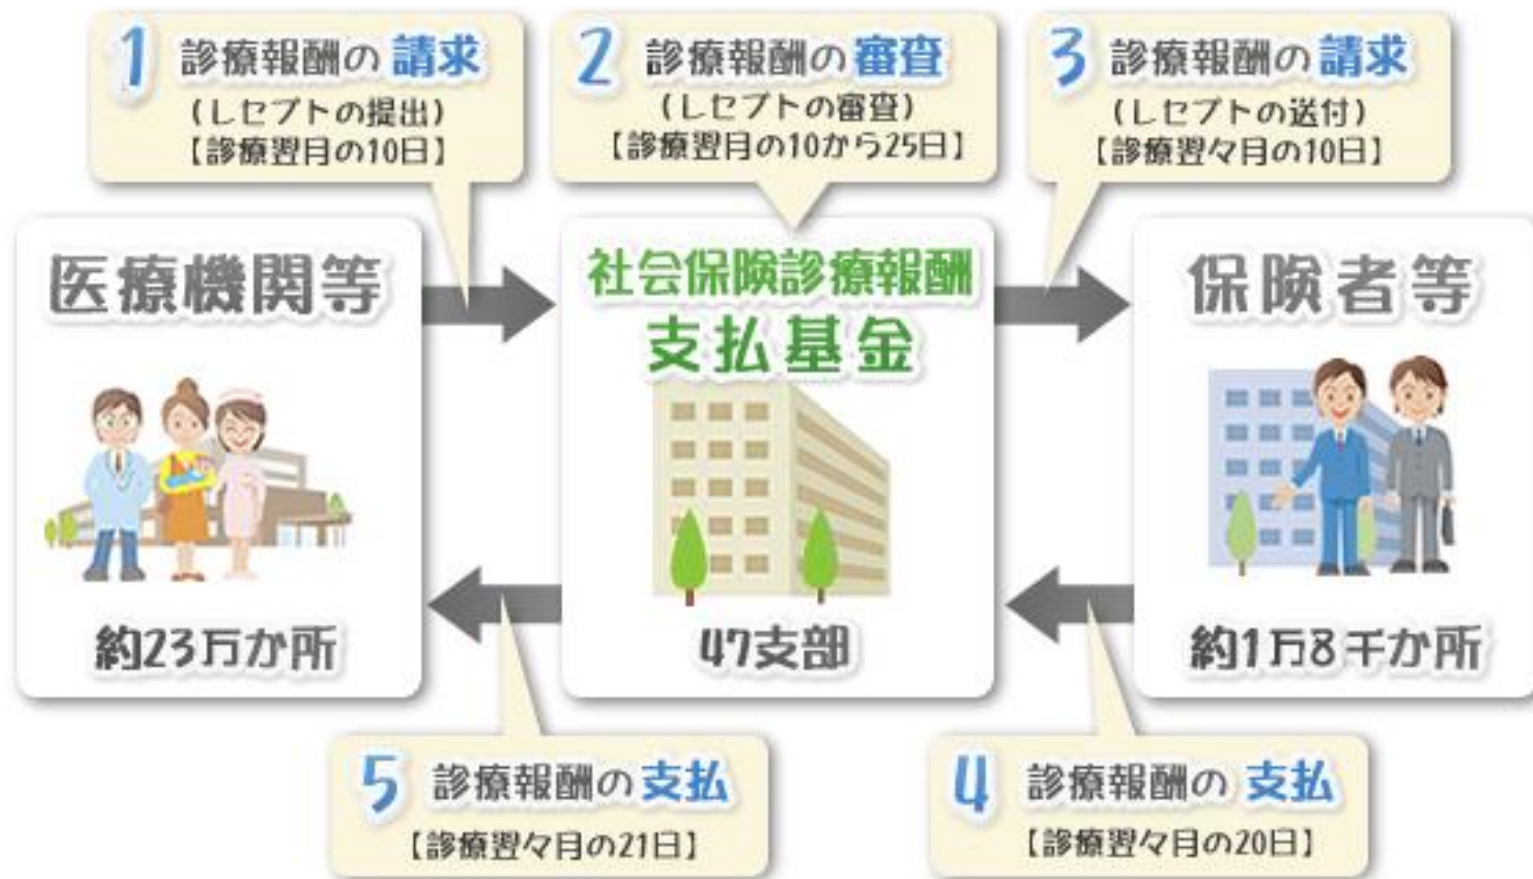 1 診療報酬の 請求
(レセプトの提出)
【診療翌月の10日】
2 診療報酬の 審査
(レセプトの審査)
【診療翌月の10から25日】
3 診療報酬の 請求
(レセプトの送付)
【診療翌々月の10日】
医療機関等
約23万か所
社会保険診療報酬
支払基金
47支部
保険者等
約1万8千か所
4 診療報酬の 支払
【診療翌々月の20日】
5 診療報酬の 支払
【診療翌々月の21日】